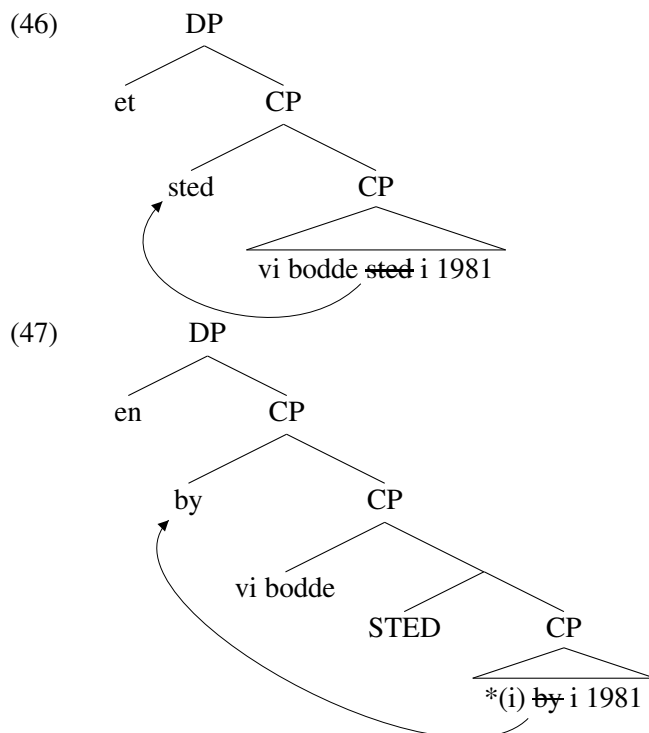 (46) DP
et CP
sted CP
vi bodde ~~sted~~ i 1981
(47) DP
en CP
by CP
vi bodde
STED CP
*(i) ~~by~~ i 1981